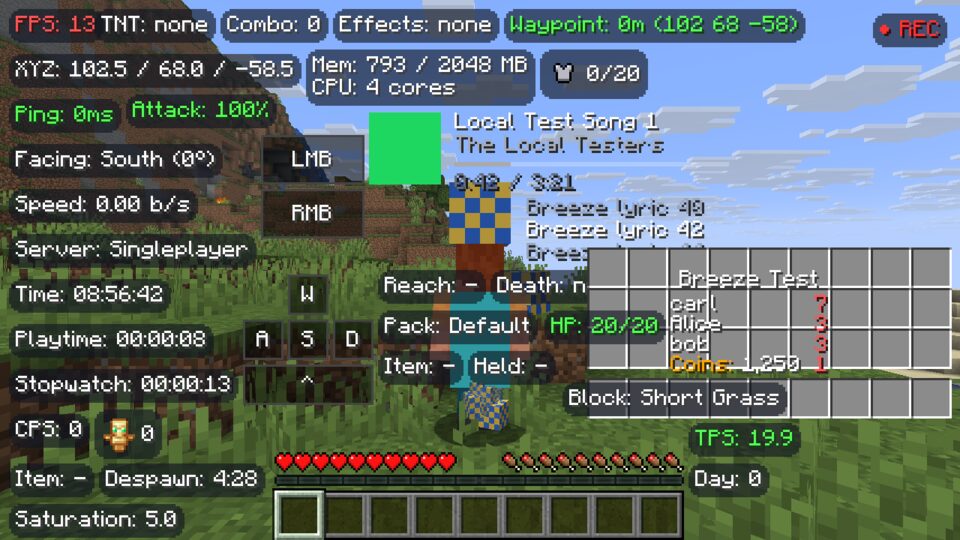 FPS: 13
TNT: none
Combo: 0
Effects: none
Waypoint: 0m (102 68 -58)
REC
XYZ: 102.5 / 68.0 / -58.5
Mem: 793 / 2048 MB
CPU: 4 cores
0/20
Ping: 0ms
Attack: 100%
Local Test Song 1
The Local Testers
0:42 / 3:21
Facing: South (0°)
LMB
Speed: 0.00 b/s
RMB
Breeze lyric 40
Breeze lyric 42
Breeze lyric
Server: Singleplayer
Reach: -
Death: n
Breeze Test
Time: 08:56:42
W
carl 7
Alice 3
bob 3
Coins: 1,250 1
Pack: Default
HP: 20/20
Playtime: 00:00:08
A
S
D
Item: -
Held: -
Stopwatch: 00:00:13
^
Block: Short Grass
CPS: 0
0
TPS: 19.9
Item: -
Despawn: 4:28
Day: 0
Saturation: 5.0